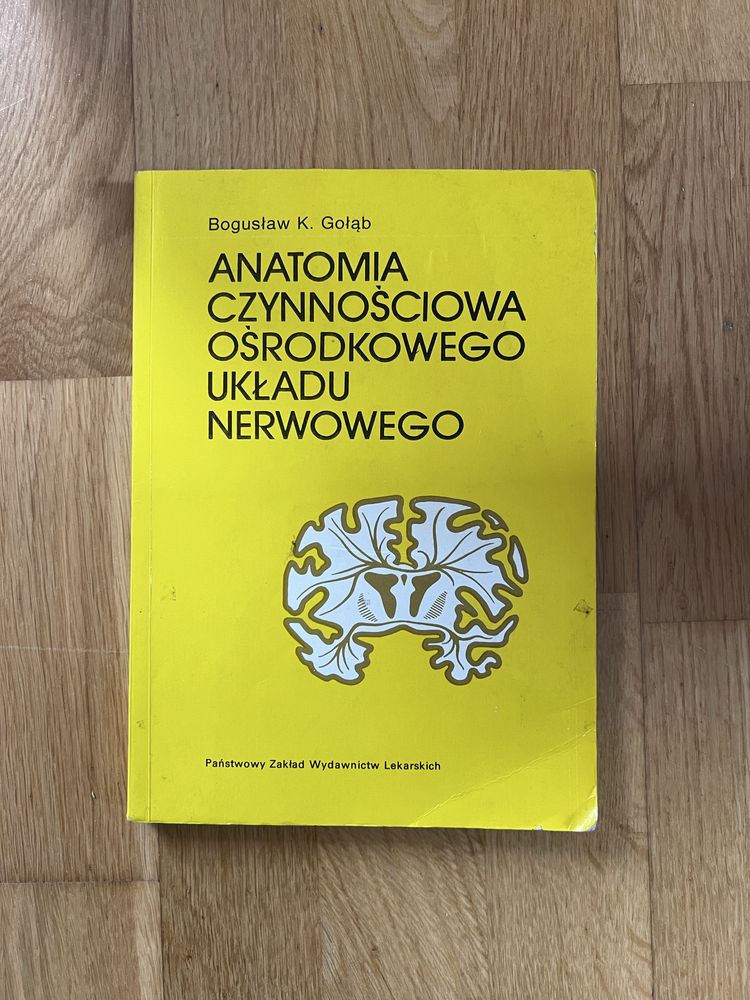 Bogusław K. Gołąb
ANATOMIA
CZYNNOŚCIOWA
OŚRODKOWEGO
UKŁADU
NERWOWEGO
Państwowy Zakład Wydawnictw Lekarskich